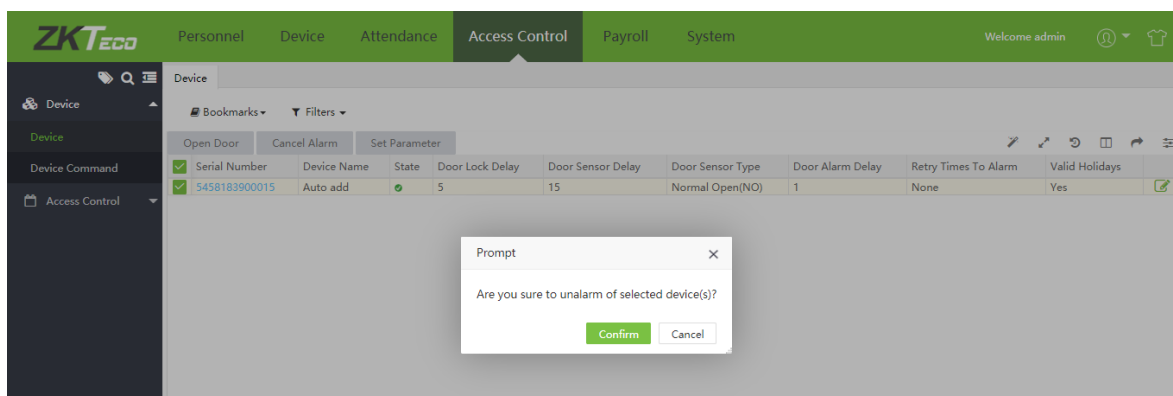 ZKTeco Personnel Device Attendance Access Control Payroll System Welcome admin
Device
Device
Bookmarks Filters
Device
Open Door Cancel Alarm Set Parameter
Device Command
Serial Number Device Name State Door Lock Delay Door Sensor Delay Door Sensor Type Door Alarm Delay Retry Times To Alarm Valid Holidays
5458183900015 Auto add 5 15 Normal Open(NO) 1 None Yes
Access Control
Prompt
Are you sure to unalarm of selected device(s)?
Confirm Cancel